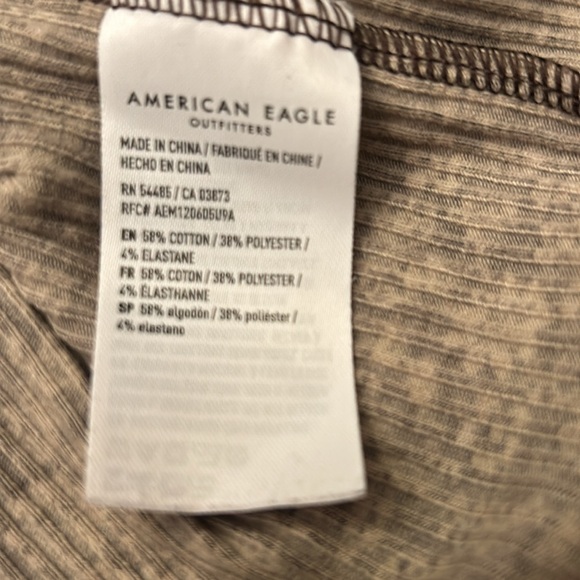 AMERICAN EAGLE
OUTFITTERS
MADE IN CHINA / FABRIQUÉ EN CHINE /
HECHO EN CHINA
RN 54485 / CA 03873
RFC# AEM120605U9A
EN 58% COTTON / 38% POLYESTER /
4% ELASTANE
FR 58% COTON / 38% POLYESTER /
4% ÉLASTHANNE
SP 58% algodón / 38% poliéster /
4% elastano